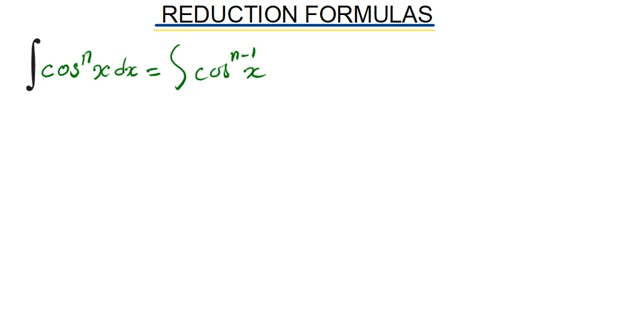 REDUCTION FORMULAS
∫cosⁿx dx = ∫cosⁿ⁻¹x